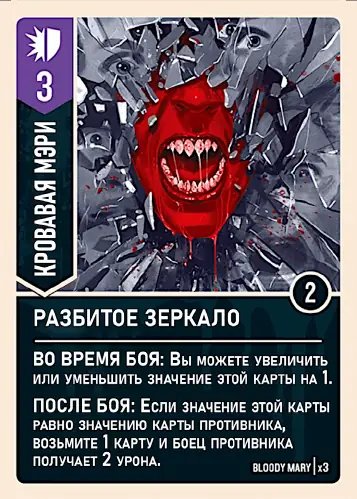 3
КРОВАВАЯ МЭРИ
2
РАЗБИТОЕ ЗЕРКАЛО
ВО ВРЕМЯ БОЯ: Вы можете увеличить
или уменьшить значение этой карты на 1.
ПОСЛЕ БОЯ: Если значение этой карты
равно значению карты противника,
возьмите 1 карту и боец противника
получает 2 урона.
BLOODY MARY | x3